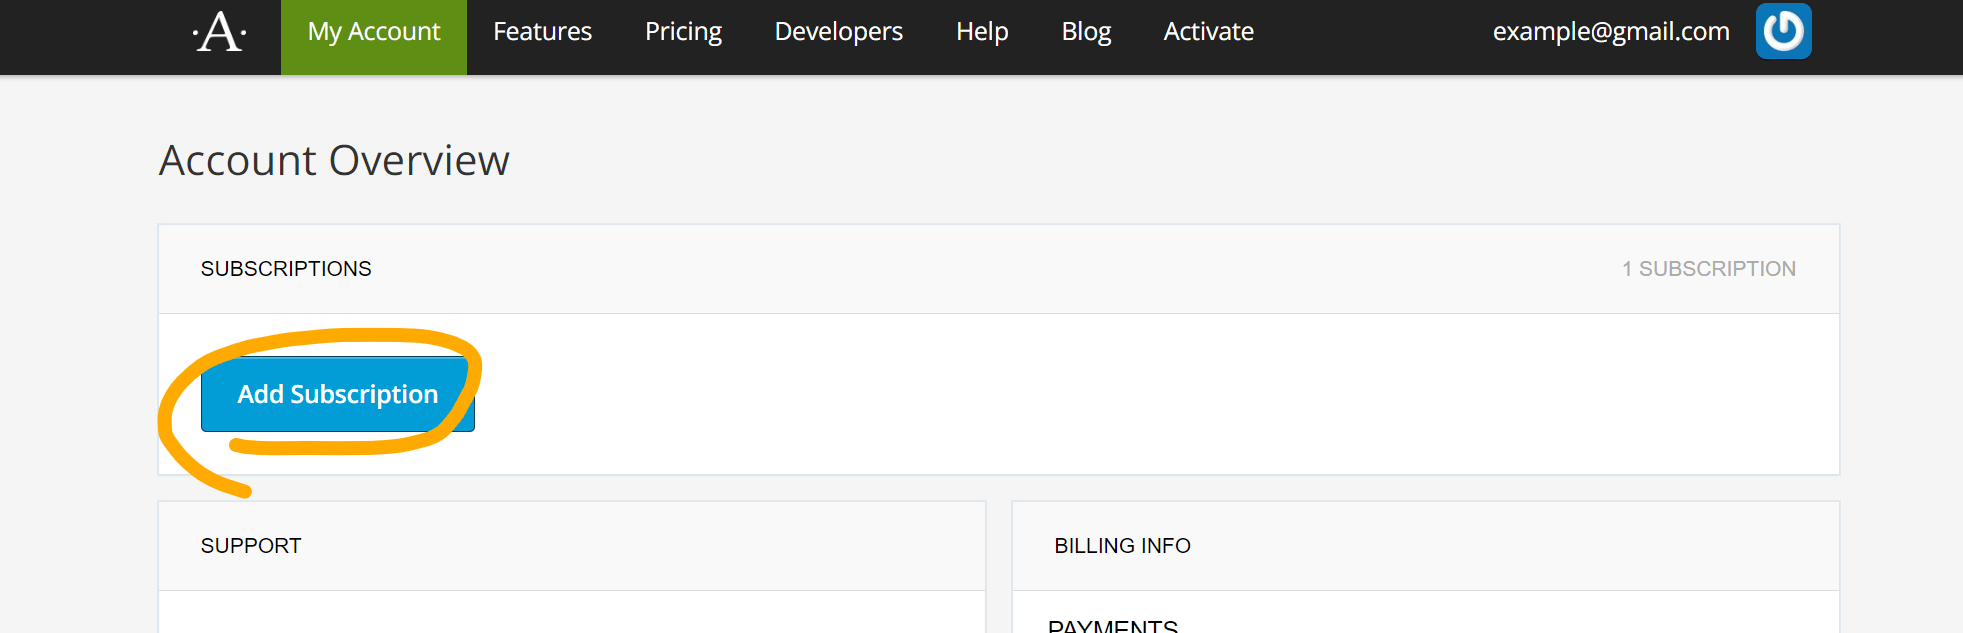 ·A· My Account Features Pricing Developers Help Blog Activate example@gmail.com
Account Overview
SUBSCRIPTIONS 1 SUBSCRIPTION
Add Subscription
SUPPORT BILLING INFO
PAYMENTS